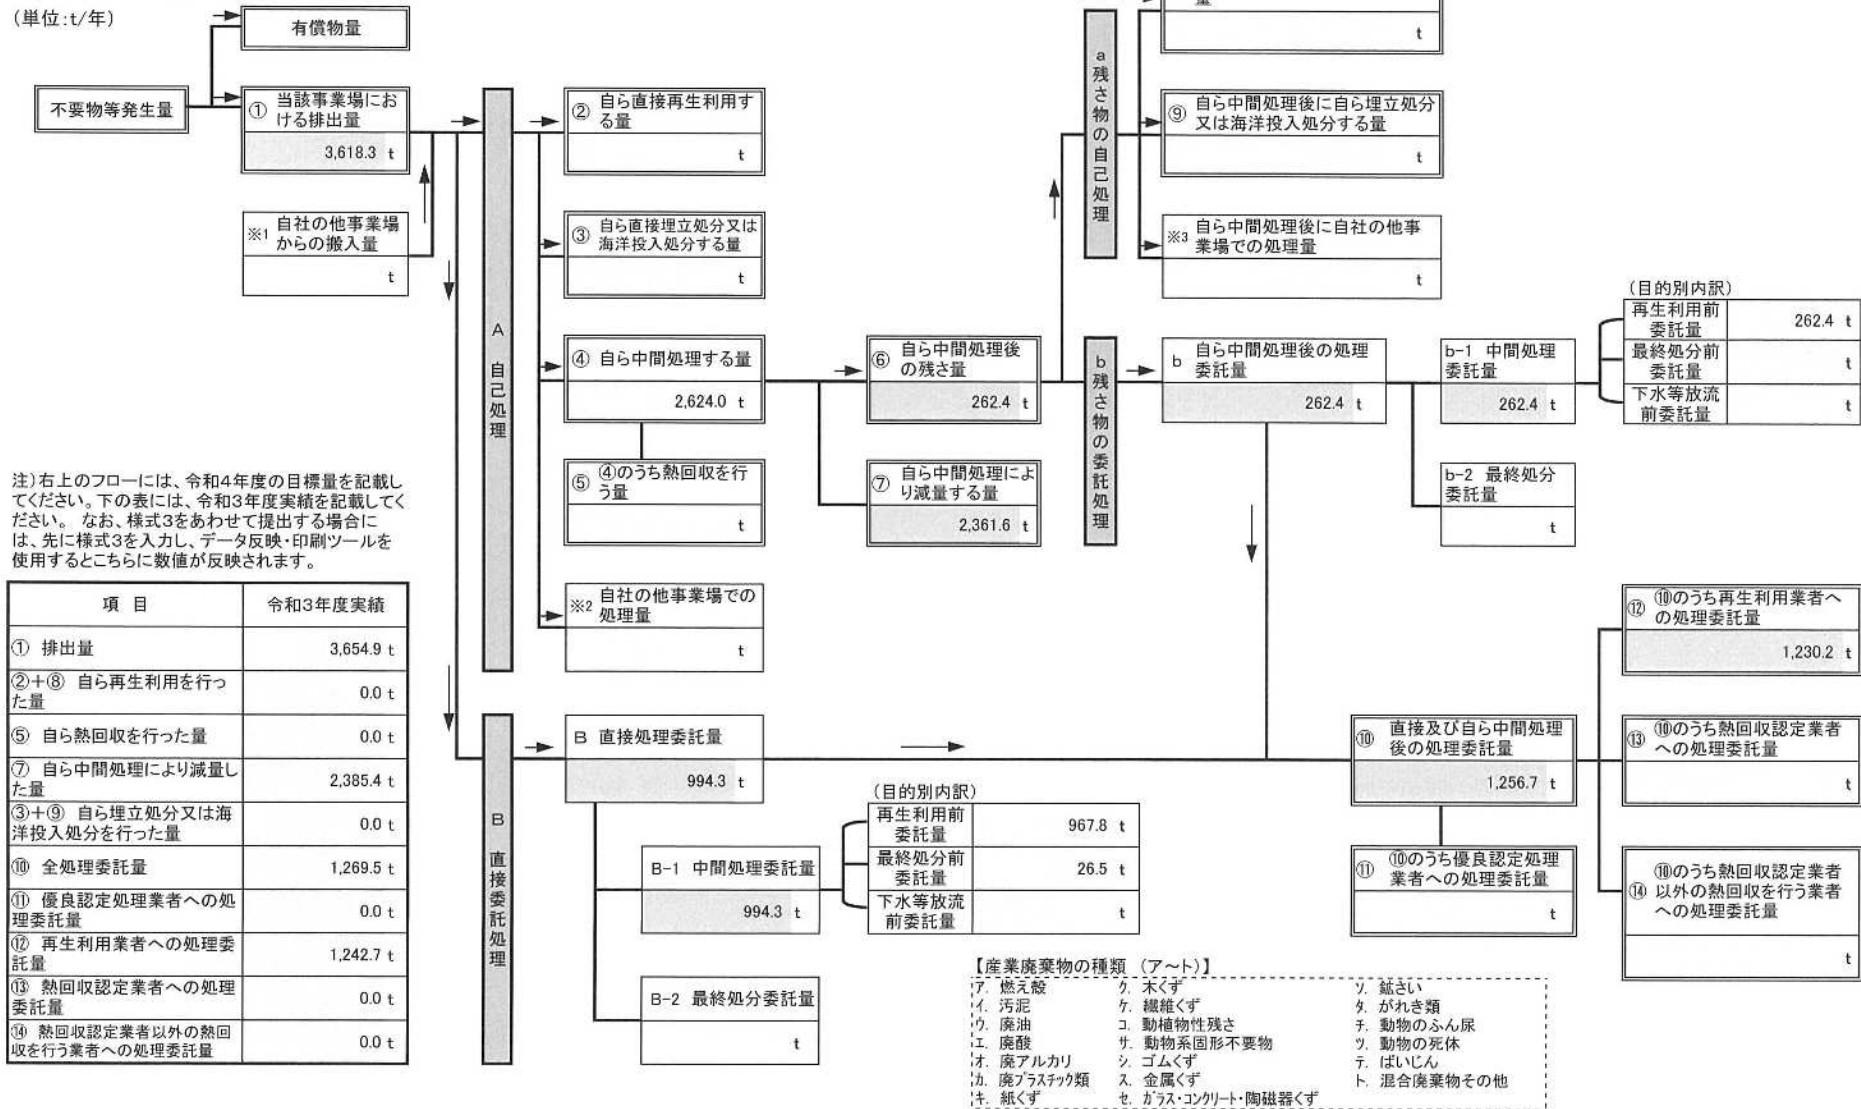 (単位:t/年)
有償物量
不要物等発生量
① 当該事業場にお
ける排出量
3,618.3 t
※1 自社の他事業場
からの搬入量
t
A 自己処理
② 自ら直接再生利用す
る量
t
③ 自ら直接埋立処分又は
海洋投入処分する量
t
④ 自ら中間処理する量
2,624.0 t
⑤ ④のうち熱回収を行
う量
t
※2 自社の他事業場での
処理量
t
⑥ 自ら中間処理後
の残さ量
262.4 t
⑦ 自ら中間処理によ
り減量する量
2,361.6 t
a 残さ物の自己処理
t
⑨ 自ら中間処理後に自ら埋立処分
又は海洋投入処分する量
t
※3 自ら中間処理後に自社の他事
業場での処理量
t
b 残さ物の委託処理
b 自ら中間処理後の処理
委託量
262.4 t
b-1 中間処理
委託量
262.4 t
b-2 最終処分
委託量
t
(目的別内訳)
再生利用前
委託量
262.4 t
最終処分前
委託量
t
下水等放流
前委託量
t
注)右上のフローには、令和4年度の目標量を記載し
てください。下の表には、令和3年度実績を記載してく
ださい。 なお、様式3をあわせて提出する場合に
は、先に様式3を入力し、データ反映・印刷ツールを
使用するとこちらに数値が反映されます。
項 目 令和3年度実績
① 排出量 3,654.9 t
②+⑧ 自ら再生利用を行っ
た量 0.0 t
⑤ 自ら熱回収を行った量 0.0 t
⑦ 自ら中間処理により減量し
た量 2,385.4 t
③+⑨ 自ら埋立処分又は海
洋投入処分を行った量 0.0 t
⑩ 全処理委託量 1,269.5 t
⑪ 優良認定処理業者への処
理委託量 0.0 t
⑫ 再生利用業者への処理委
託量 1,242.7 t
⑬ 熱回収認定業者への処理
委託量 0.0 t
⑭ 熱回収認定業者以外の熱回
収を行う業者への処理委託量 0.0 t
B 直接委託処理
B 直接処理委託量
994.3 t
B-1 中間処理委託量
994.3 t
B-2 最終処分委託量
t
(目的別内訳)
再生利用前
委託量
967.8 t
最終処分前
委託量
26.5 t
下水等放流
前委託量
t
⑩ 直接及び自ら中間処理
後の処理委託量
1,256.7 t
⑪ ⑩のうち優良認定処理
業者への処理委託量
t
⑫ ⑩のうち再生利用業者へ
の処理委託量
1,230.2 t
⑬ ⑩のうち熱回収認定業者
への処理委託量
t
⑭ ⑩のうち熱回収認定業者
以外の熱回収を行う業者
への処理委託量
t
【産業廃棄物の種類 (ア~ト)】
ア. 燃え殻 ク. 木くず ソ. 鉱さい
イ. 汚泥 ケ. 繊維くず タ. がれき類
ウ. 廃油 コ. 動植物性残さ チ. 動物のふん尿
エ. 廃酸 サ. 動物系固形不要物 ツ. 動物の死体
オ. 廃アルカリ シ. ゴムくず テ. ばいじん
カ. 廃プラスチック類 ス. 金属くず ト. 混合廃棄物その他
キ. 紙くず セ. ガラス・コンクリート・陶磁器くず